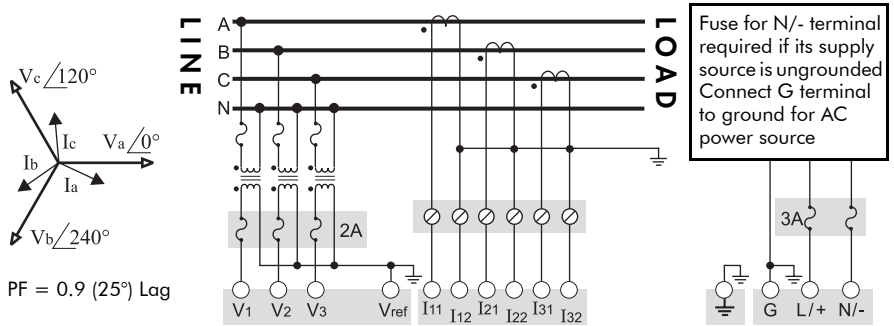 LINE
A
B
C
N
LOAD
Fuse for N/- terminal
required if its supply
source is ungrounded
Connect G terminal
to ground for AC
power source
Vc/120°
Ic
Va/0°
Ib
Ia
Vb/240°
PF = 0.9 (25°) Lag
2A
3A
V1 V2 V3 Vref I11 I12 I21 I22 I31 I32 G L/+ N/-